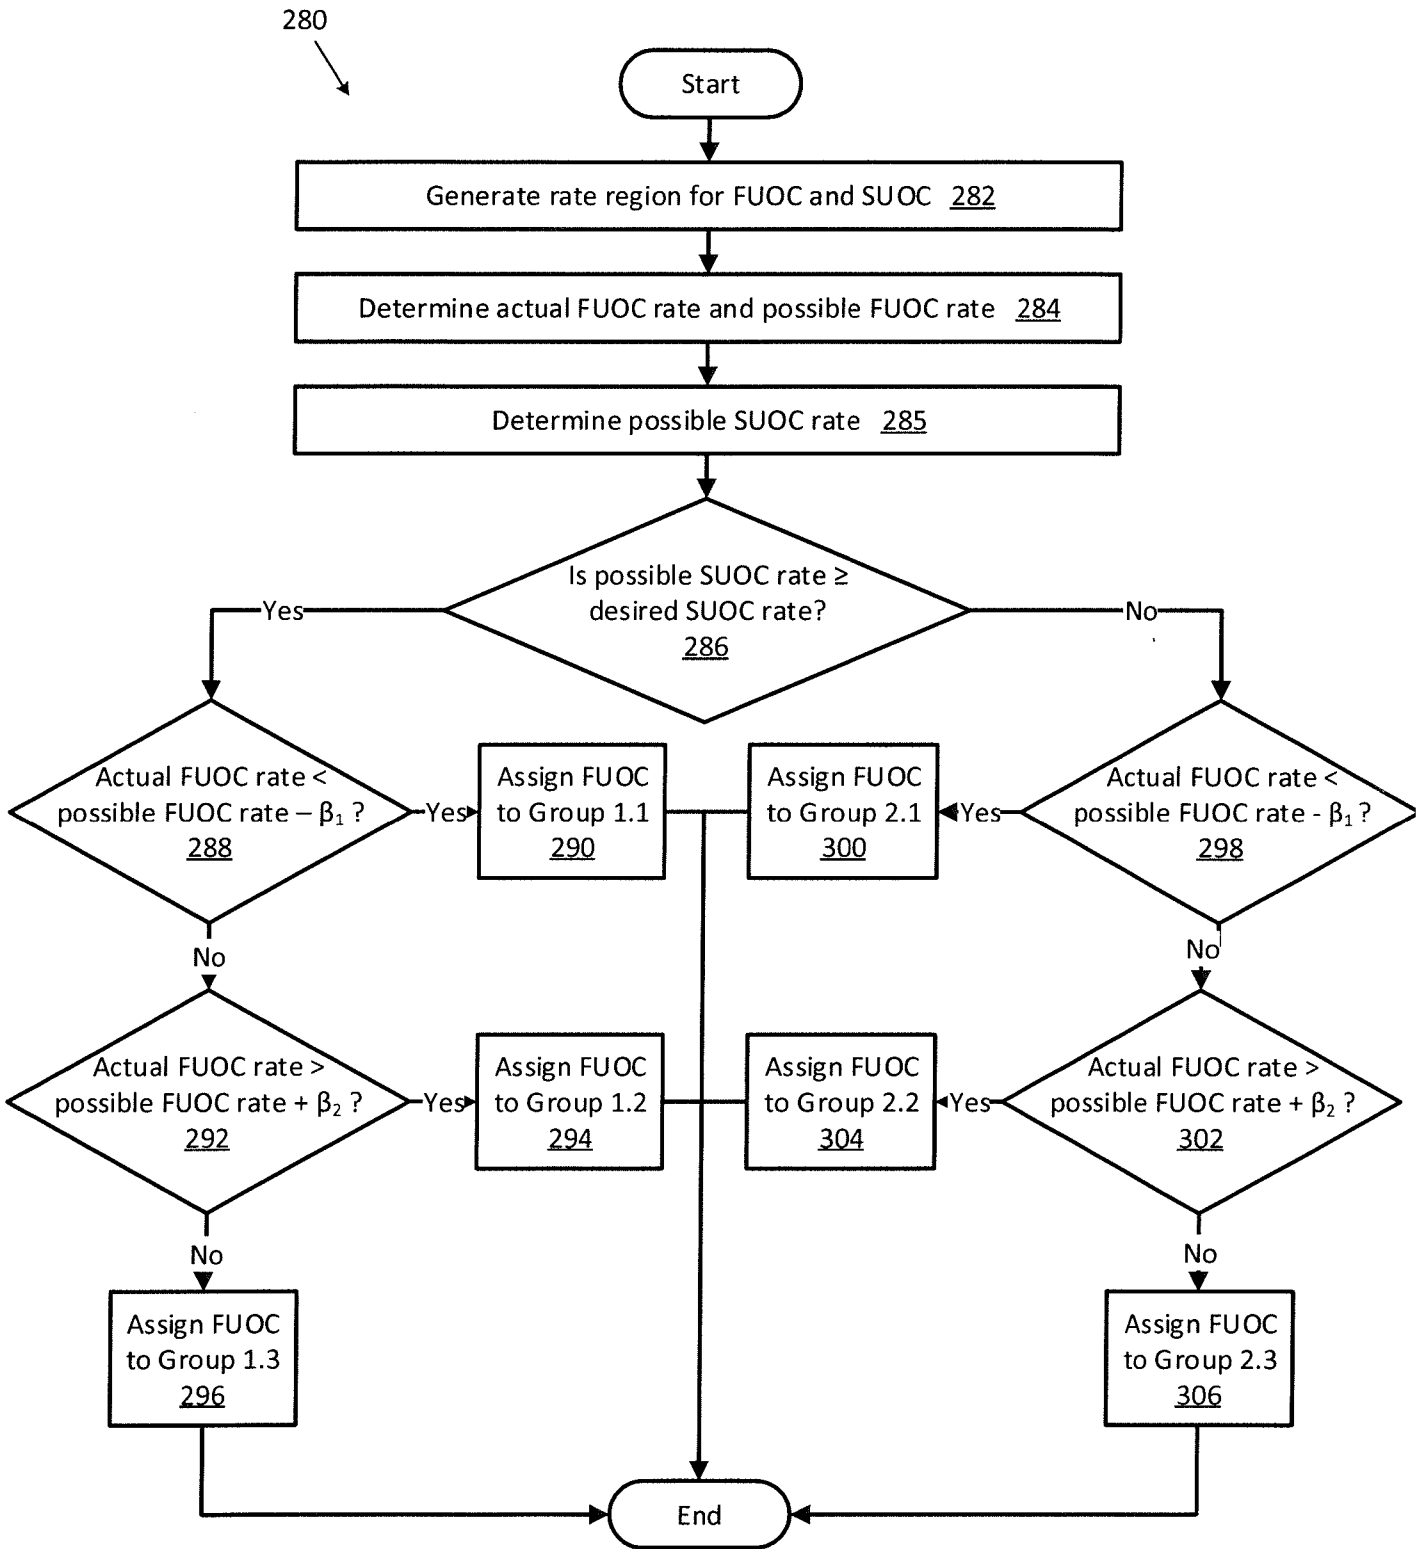 280
Start
Generate rate region for FUOC and SUOC 282
Determine actual FUOC rate and possible FUOC rate 284
Determine possible SUOC rate 285
Is possible SUOC rate ≥
desired SUOC rate?
286
Yes
No
Actual FUOC rate <
possible FUOC rate – β₁ ?
288
Yes
Assign FUOC
to Group 1.1
290
Assign FUOC
to Group 2.1
300
Yes
Actual FUOC rate <
possible FUOC rate - β₁ ?
298
No
No
Actual FUOC rate >
possible FUOC rate + β₂ ?
292
Yes
Assign FUOC
to Group 1.2
294
Assign FUOC
to Group 2.2
304
Yes
Actual FUOC rate >
possible FUOC rate + β₂ ?
302
No
No
Assign FUOC
to Group 1.3
296
Assign FUOC
to Group 2.3
306
End